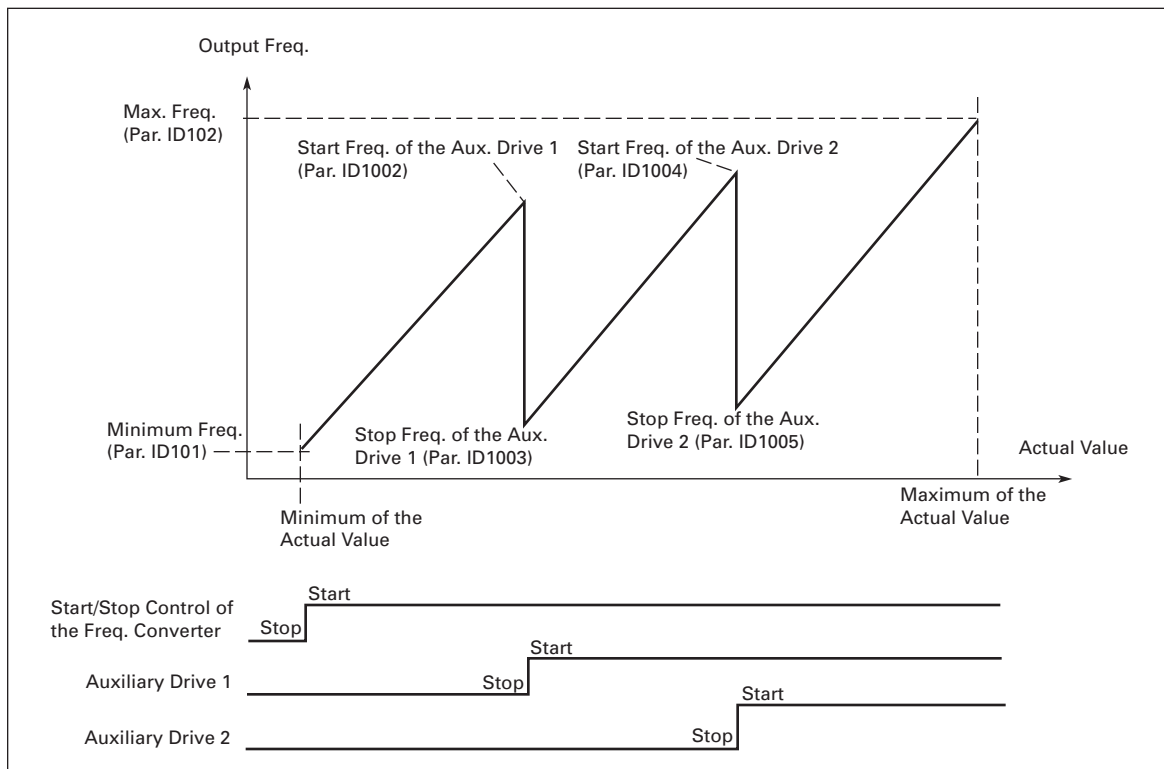 Output Freq.
Max. Freq.
(Par. ID102)
Start Freq. of the Aux. Drive 1
(Par. ID1002)
Start Freq. of the Aux. Drive 2
(Par. ID1004)
Minimum Freq.
(Par. ID101)
Stop Freq. of the Aux.
Drive 1 (Par. ID1003)
Stop Freq. of the Aux.
Drive 2 (Par. ID1005)
Actual Value
Minimum of the
Actual Value
Maximum of the
Actual Value
Start/Stop Control of
the Freq. Converter
Stop
Start
Auxiliary Drive 1
Stop
Start
Auxiliary Drive 2
Stop
Start